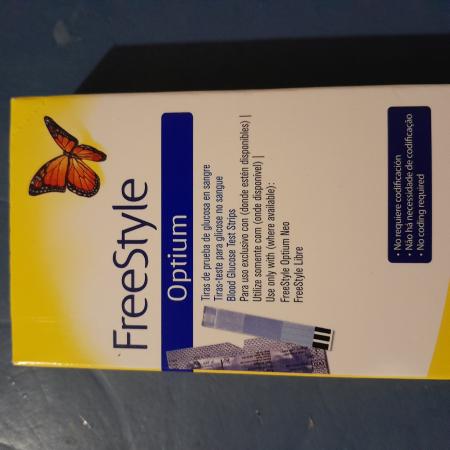 FreeStyle
Optium
Tiras de prueba de glucosa en sangre
Tiras-teste para glicose no sangue
Blood Glucose Test Strips
Para uso exclusivo con (donde estén disponibles) |
Utilize somente com (onde disponível) |
Use only with (where available):
FreeStyle Optium Neo
FreeStyle Libre
• No requiere codificación
• Não há necessidade de codificação
• No coding required